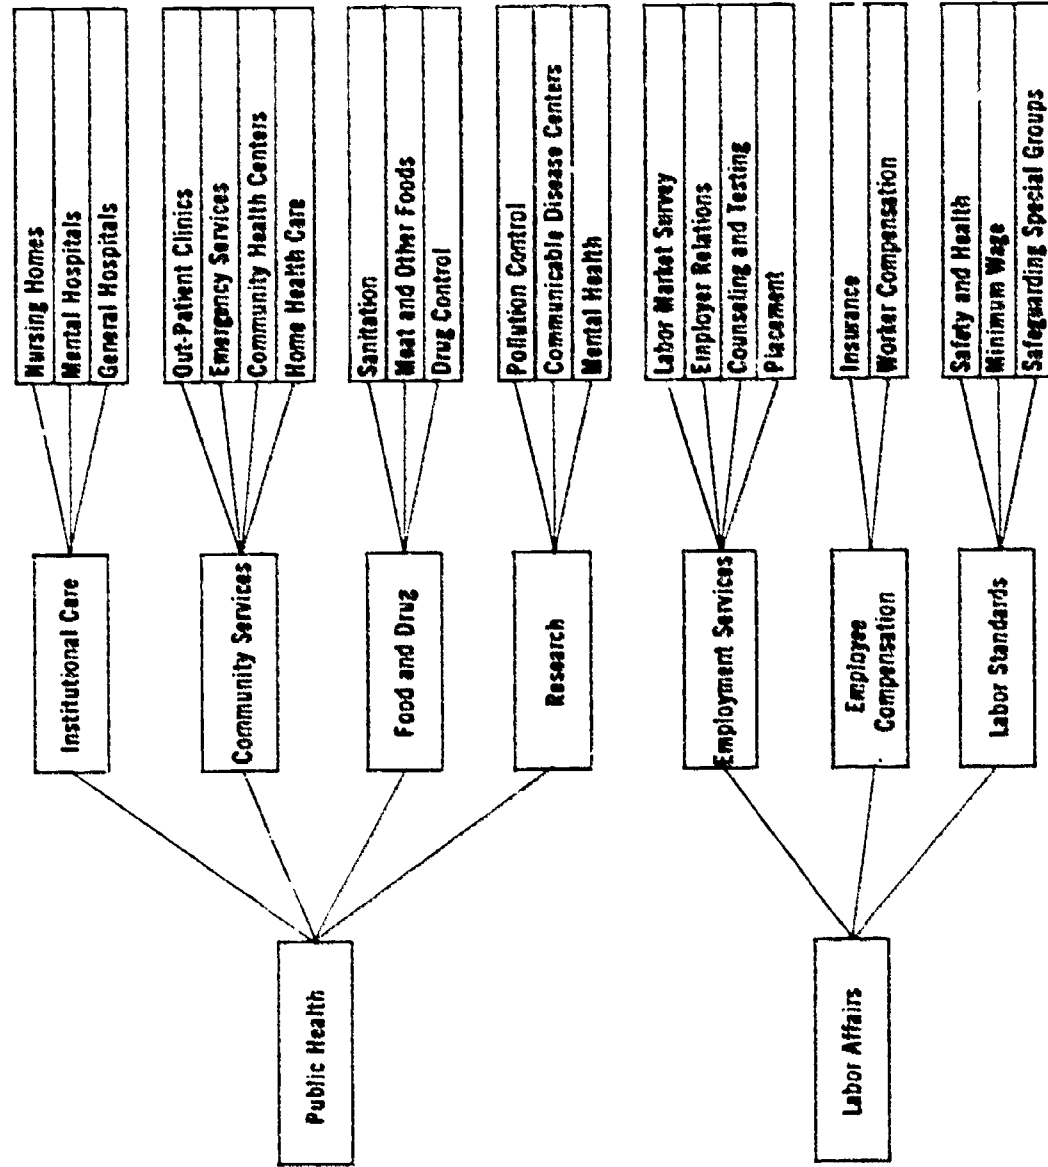 Public Health
Institutional Care
Nursing Homes
Mental Hospitals
General Hospitals
Community Services
Out-Patient Clinics
Emergency Services
Community Health Centers
Home Health Care
Food and Drug
Sanitation
Meat and Other Foods
Drug Control
Research
Pollution Control
Communicable Disease Centers
Mental Health
Labor Affairs
Employment Services
Labor Market Survey
Employer Relations
Counseling and Testing
Placement
Employee
Compensation
Insurance
Worker Compensation
Labor Standards
Safety and Health
Minimum Wage
Safeguarding Special Groups